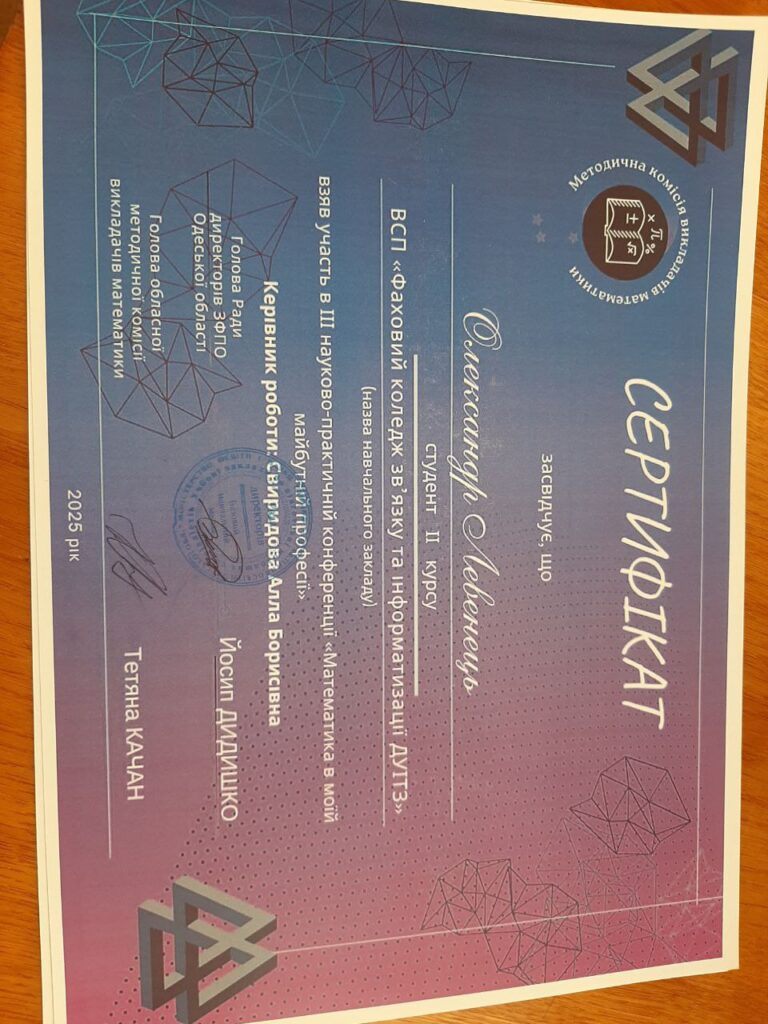 Методична комісія викладачів математики
СЕРТИФІКАТ
засвідчує, що
Олександр Левенець
студент II курсу
ВСП «Фаховий коледж зв'язку та інформатизації ДУІТЗ»
(назва навчального закладу)
взяв участь в III науково-практичній конференції «Математика в моїй
майбутній професії»
Керівник роботи: Свиридова Алла Борисівна
Голова Ради
директорів ЗФПО
Одеської області
Йосип ДИДИШКО
Голова обласної
методичної комісії
викладачів математики
Тетяна КАЧАН
2025 рік